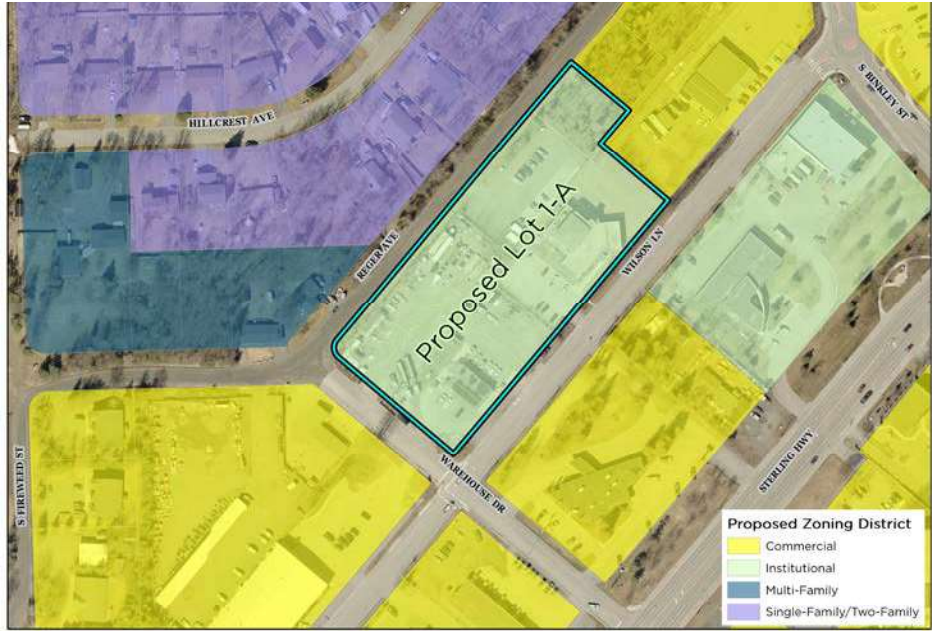 HILLCREST AVE
S BINKLEY ST
REGER AVE
Proposed Lot 1-A
WILSON LN
S FIREWEED ST
WAREHOUSE DR
STERLING HWY
Proposed Zoning District
Commercial
Institutional
Multi-Family
Single-Family/Two-Family